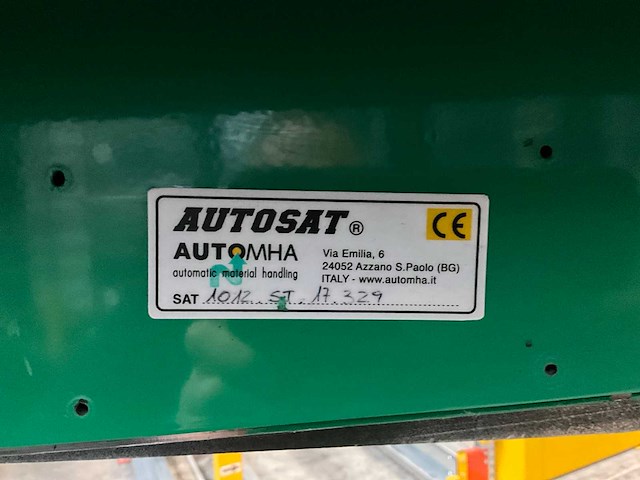 AUTOSAT®
CE
AUTOMHA
automatic material handling
Via Emilia, 6
24052 Azzano S.Paolo (BG)
ITALY - www.automha.it
SAT 1012.ST.17.329